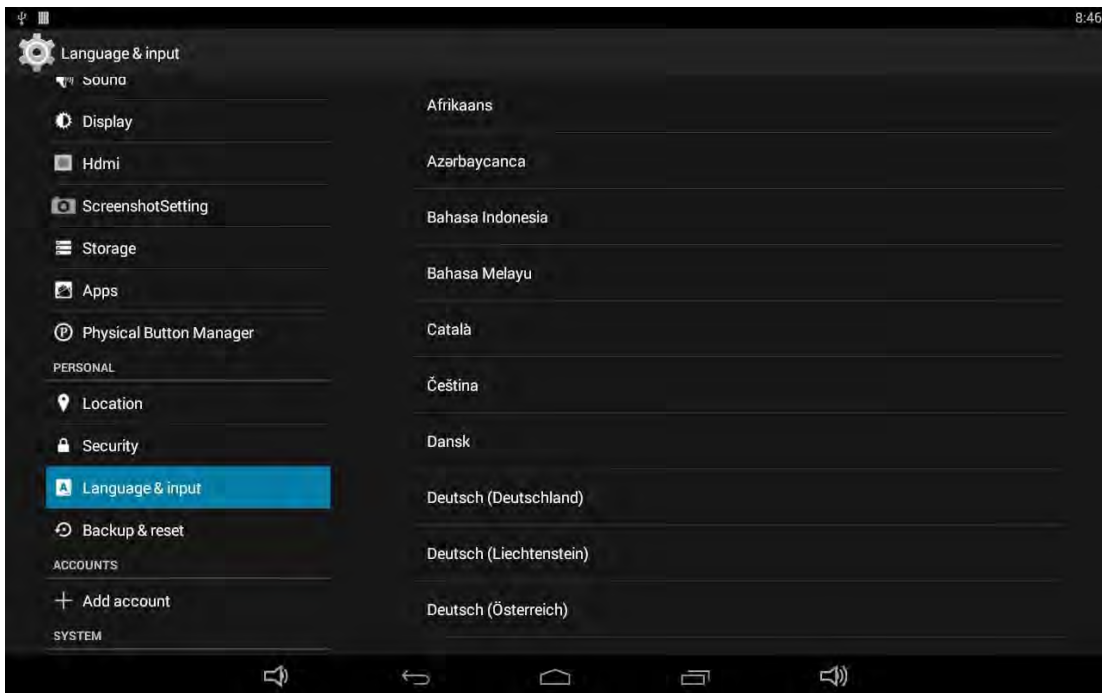 8:46
Language & input
Sound
Display
Hdmi
ScreenshotSetting
Storage
Apps
Physical Button Manager
PERSONAL
Location
Security
Language & input
Backup & reset
ACCOUNTS
Add account
SYSTEM
Afrikaans
Azərbaycanca
Bahasa Indonesia
Bahasa Melayu
Català
Čeština
Dansk
Deutsch (Deutschland)
Deutsch (Liechtenstein)
Deutsch (Österreich)